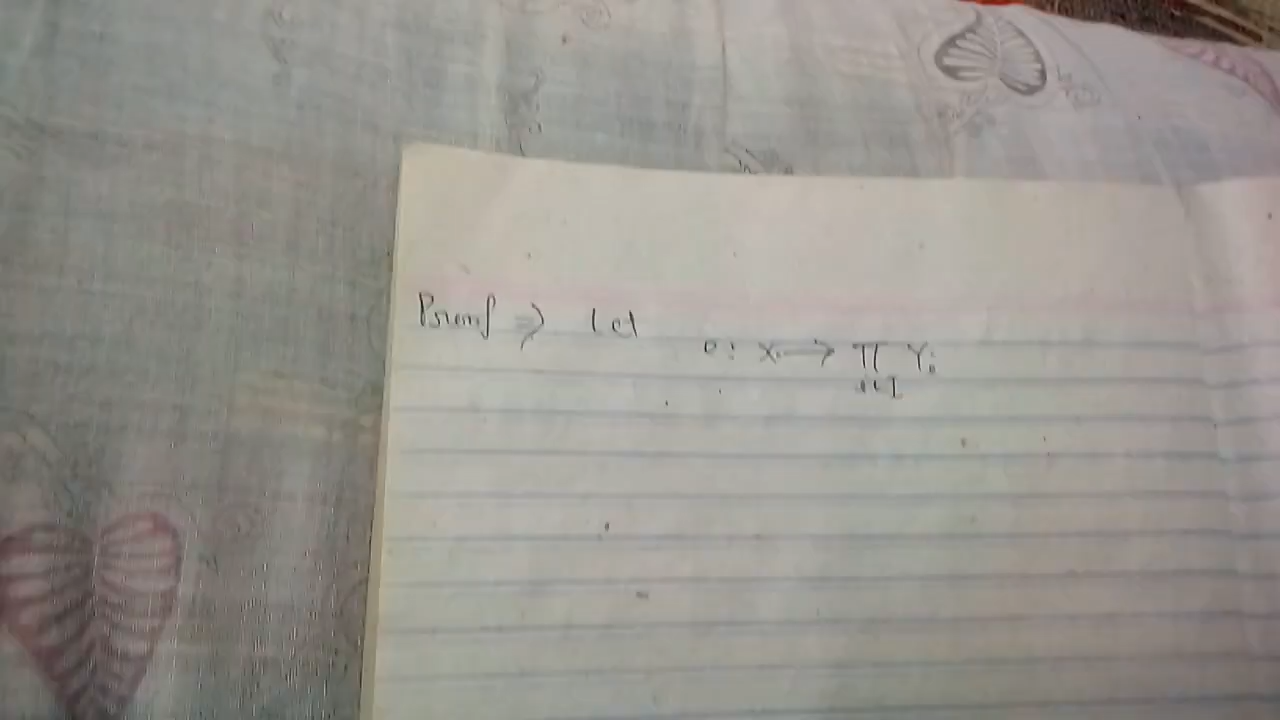 Proof ⇒ Let
e: X → ∏ Yi
i∈I